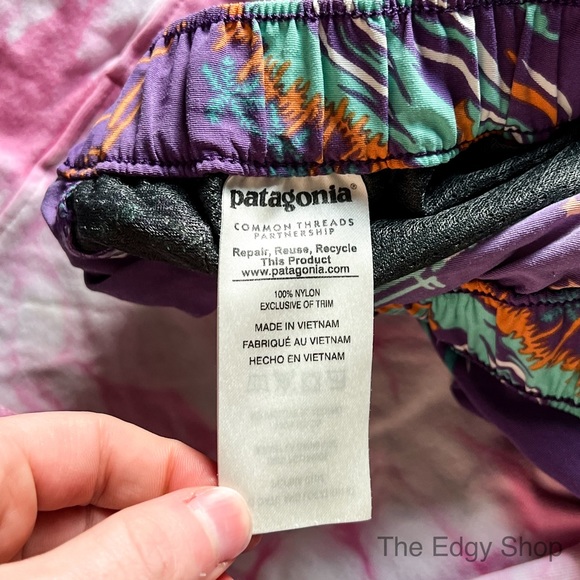 patagonia®
COMMON THREADS
PARTNERSHIP
Repair, Reuse, Recycle
This Product
www.patagonia.com
100% NYLON
EXCLUSIVE OF TRIM
MADE IN VIETNAM
FABRIQUÉ AU VIETNAM
HECHO EN VIETNAM
The Edgy Shop